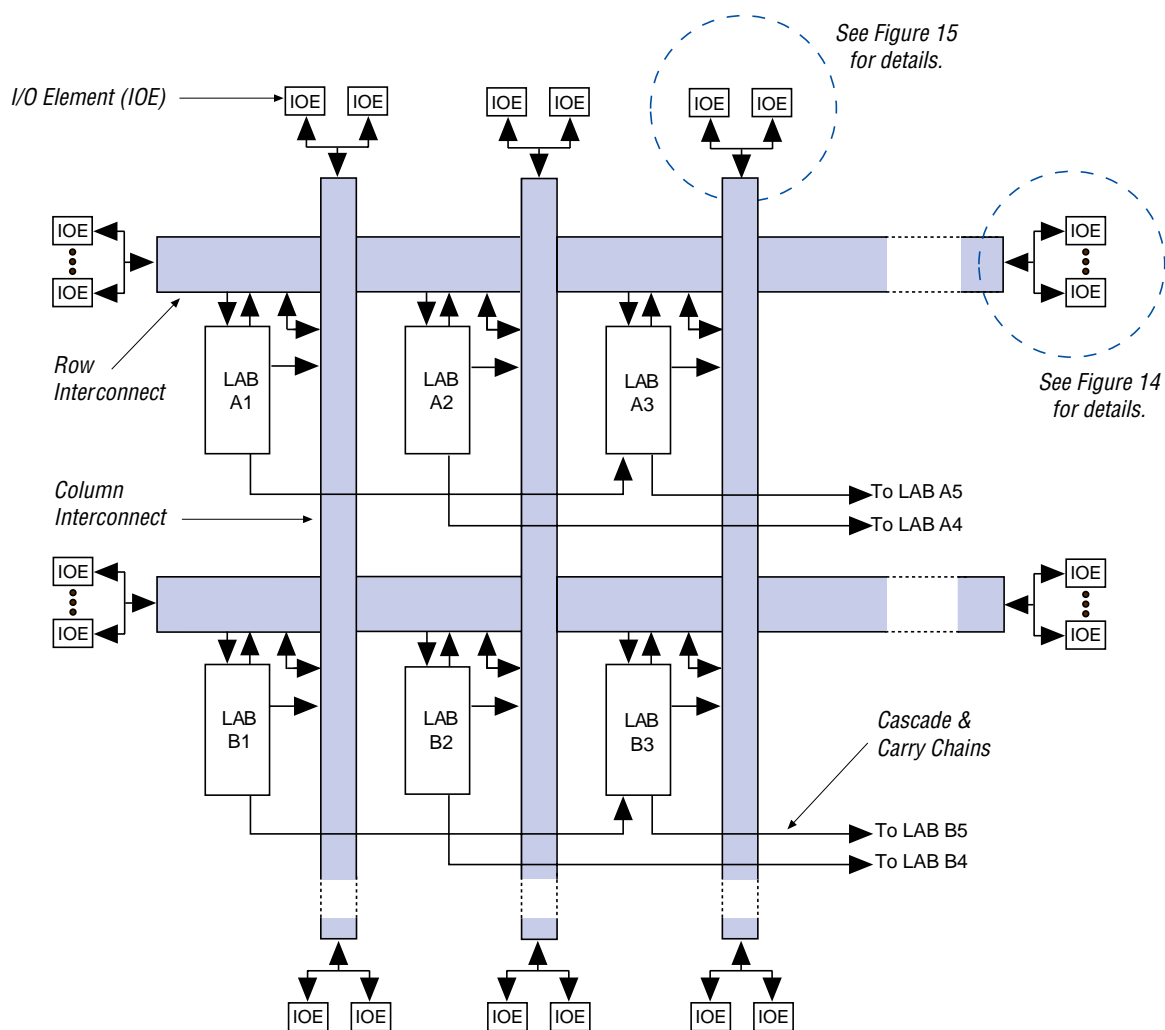 See Figure 15
for details.
I/O Element (IOE)
IOE
IOE
IOE
IOE
IOE
IOE
IOE
IOE
IOE
IOE
Row
Interconnect
LAB
A1
LAB
A2
LAB
A3
See Figure 14
for details.
Column
Interconnect
To LAB A5
To LAB A4
IOE
IOE
IOE
IOE
LAB
B1
LAB
B2
LAB
B3
Cascade &
Carry Chains
To LAB B5
To LAB B4
IOE
IOE
IOE
IOE
IOE
IOE